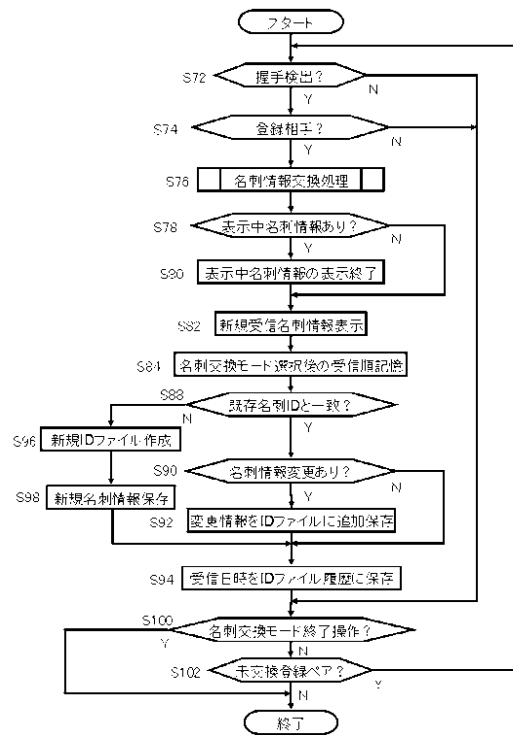 スタート
S72 握手検出？
Y N
S74 登録相手？
Y N
S76 名刺情報交換処理
S78 表示中名刺情報あり？
Y N
S90 表示中名刺情報の表示終了
S82 新規受信名刺情報表示
S84 名刺交換モード選択後の受信順記憶
S88 既存名刺IDと一致？
N Y
S96 新規IDファイル作成
S90 名刺情報変更あり？
Y N
S98 新規名刺情報保存
S92 変更情報をIDファイルに追加保存
S94 受信日時をIDファイル履歴に保存
S100 名刺交換モード終了操作？
Y N
S102 未交換登録ペア？
N Y
終了